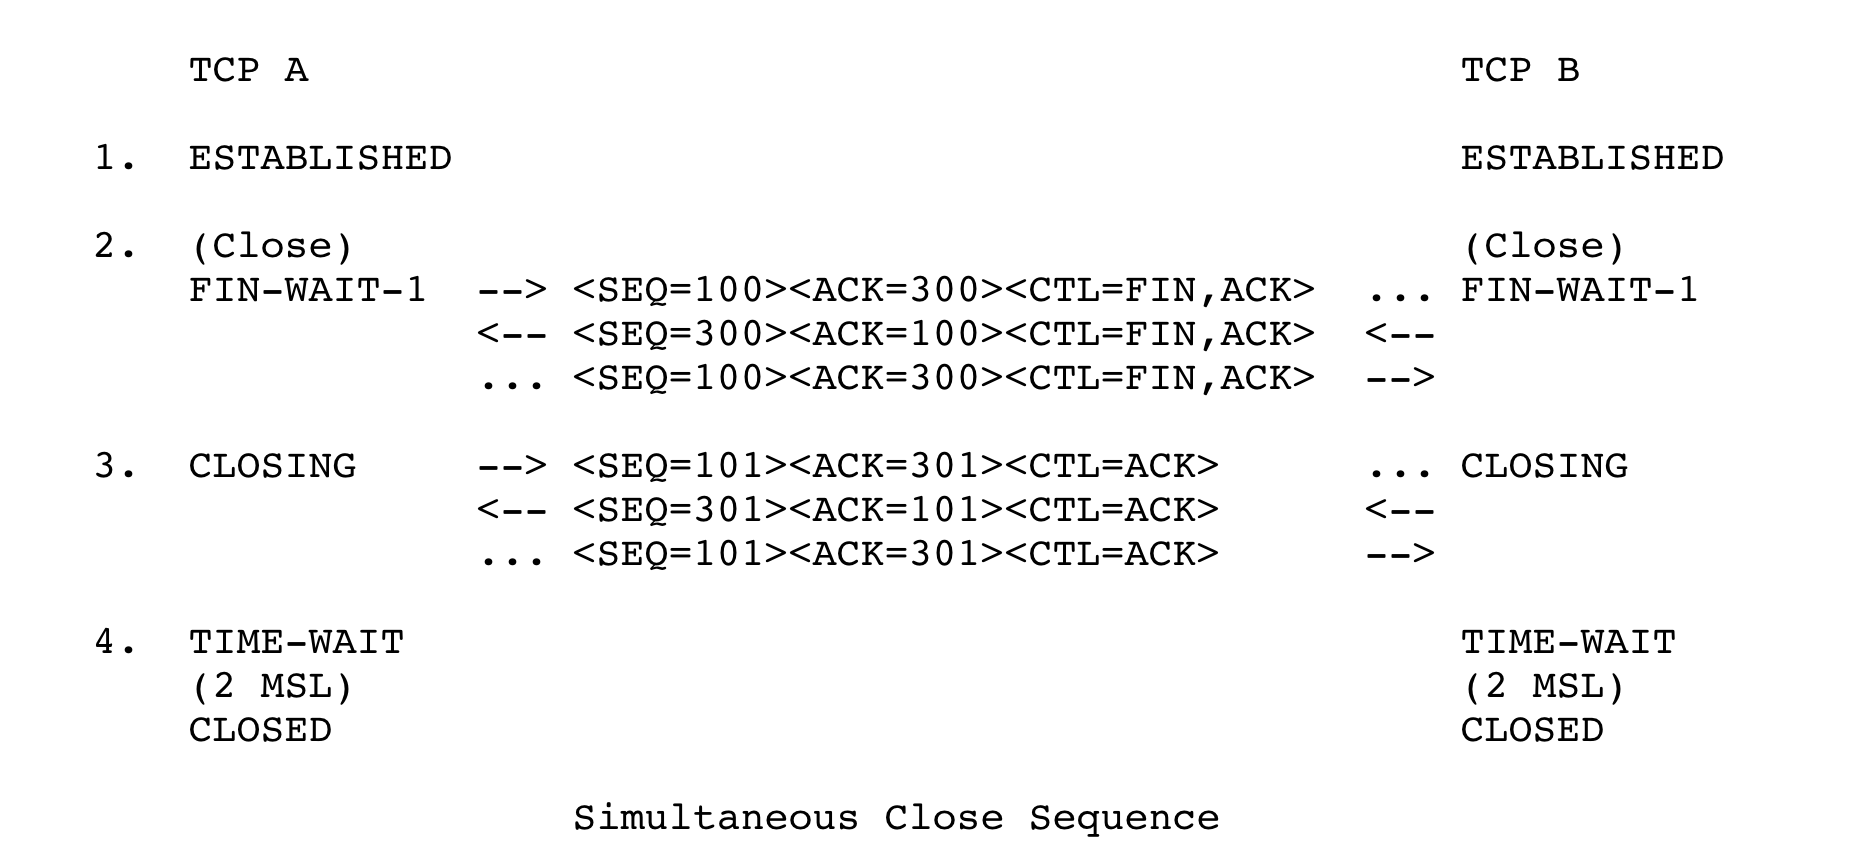 TCP A                                                TCP B
1.  ESTABLISHED                                          ESTABLISHED
2.  (Close)                                              (Close)
    FIN-WAIT-1  --> <SEQ=100><ACK=300><CTL=FIN,ACK>  ... FIN-WAIT-1
                <-- <SEQ=300><ACK=100><CTL=FIN,ACK>  <--
                ... <SEQ=100><ACK=300><CTL=FIN,ACK>  -->
3.  CLOSING     --> <SEQ=101><ACK=301><CTL=ACK>      ... CLOSING
                <-- <SEQ=301><ACK=101><CTL=ACK>      <--
                ... <SEQ=101><ACK=301><CTL=ACK>      -->
4.  TIME-WAIT                                            TIME-WAIT
    (2 MSL)                                              (2 MSL)
    CLOSED                                               CLOSED
                    Simultaneous Close Sequence